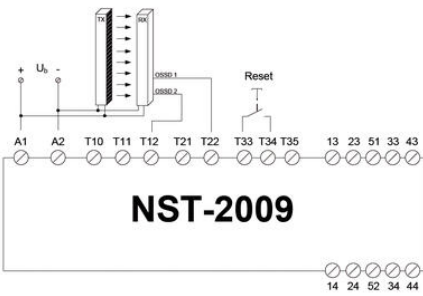 TX RX
+ Ub -
OSSD 1
Reset
OSSD 2
A1 A2 T10 T11 T12 T21 T22 T33 T34 T35 13 23 51 33 43
NST-2009
14 24 52 34 44